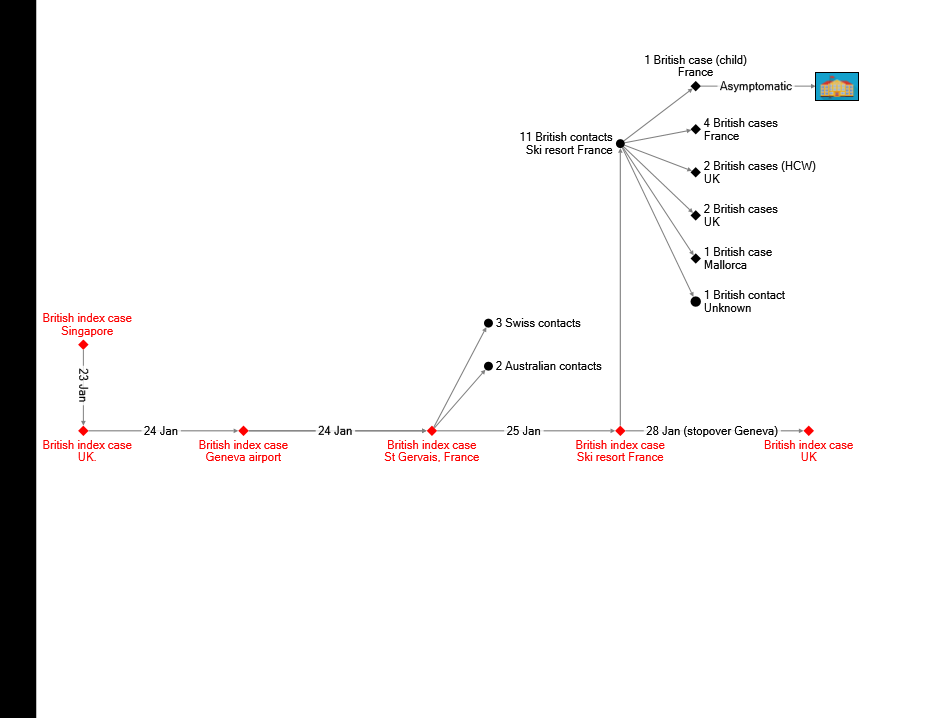 1 British case (child)
France
Asymptomatic
4 British cases
France
11 British contacts
Ski resort France
2 British cases (HCW)
UK
2 British cases
UK
1 British case
Mallorca
1 British contact
Unknown
British index case
Singapore
3 Swiss contacts
2 Australian contacts
23 Jan
24 Jan
24 Jan
25 Jan
28 Jan (stopover Geneva)
British index case
UK.
British index case
Geneva airport
British index case
St Gervais, France
British index case
Ski resort France
British index case
UK